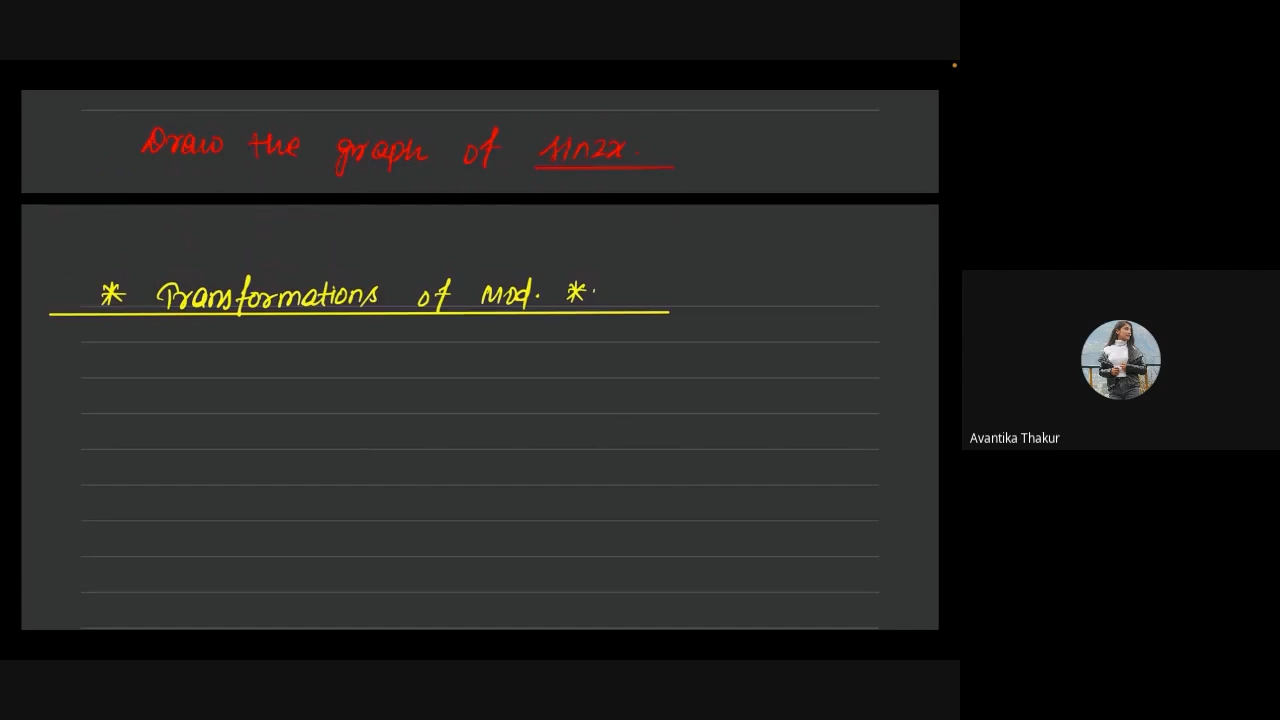 Draw the graph of sin2x.
* Transformations of Mod. *
Avantika Thakur